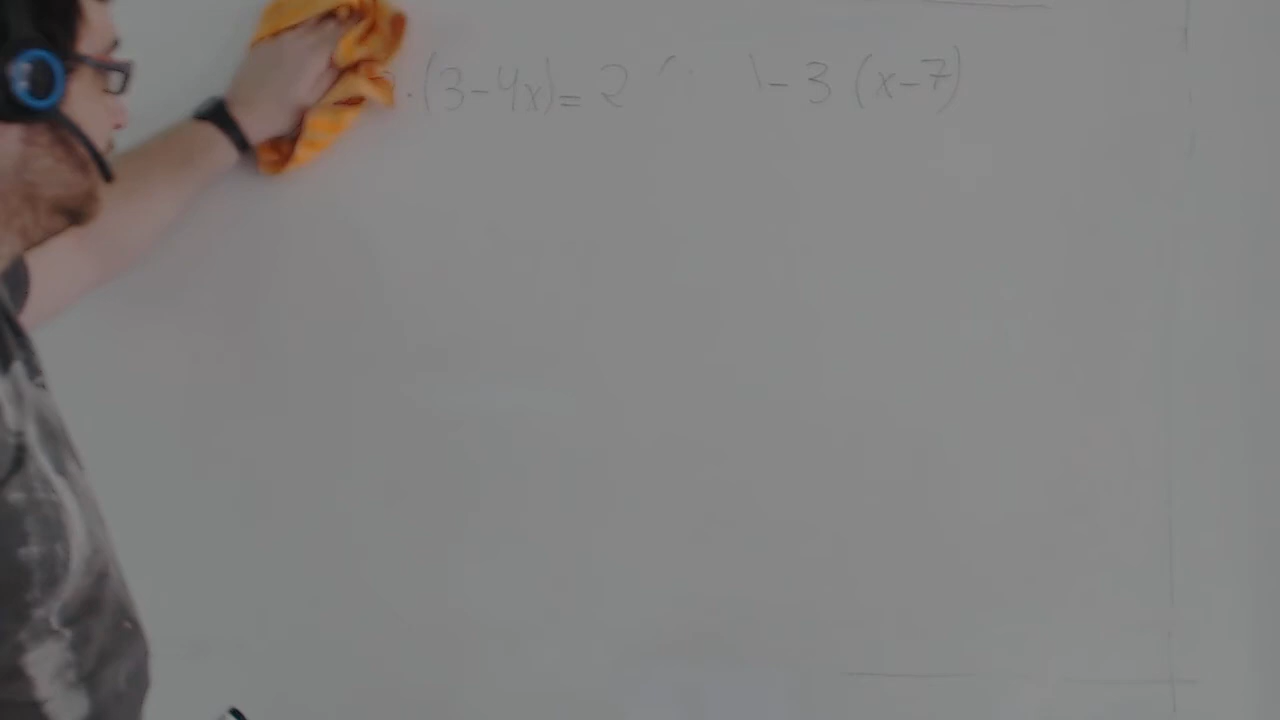 ·(3-4x)=2 ( )-3 (x-7)